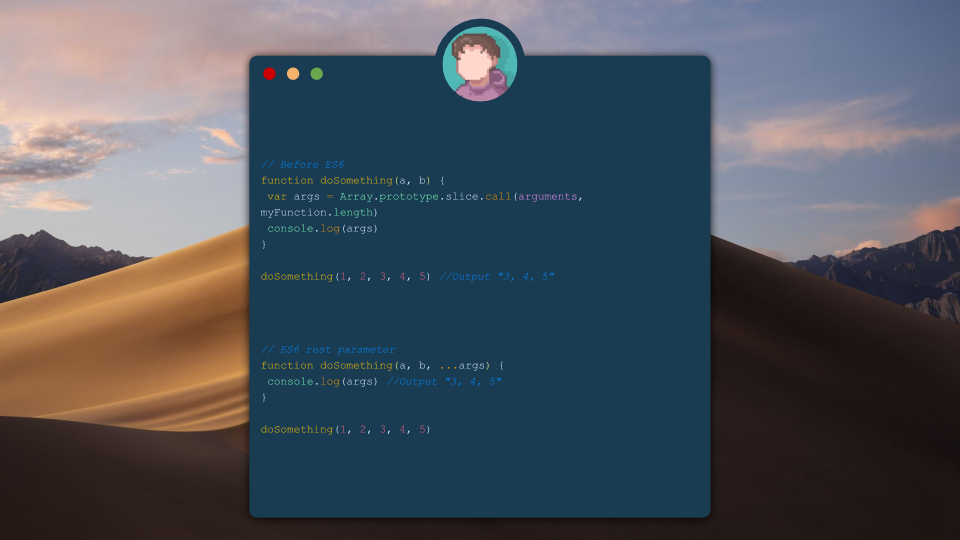 // Before ES6
function doSomething(a, b) {
var args = Array.prototype.slice.call(arguments,
myFunction.length)
console.log(args)
}
doSomething(1, 2, 3, 4, 5) //Output "3, 4, 5"
// ES6 rest parameter
function doSomething(a, b, ...args) {
console.log(args) //Output "3, 4, 5"
}
doSomething(1, 2, 3, 4, 5)